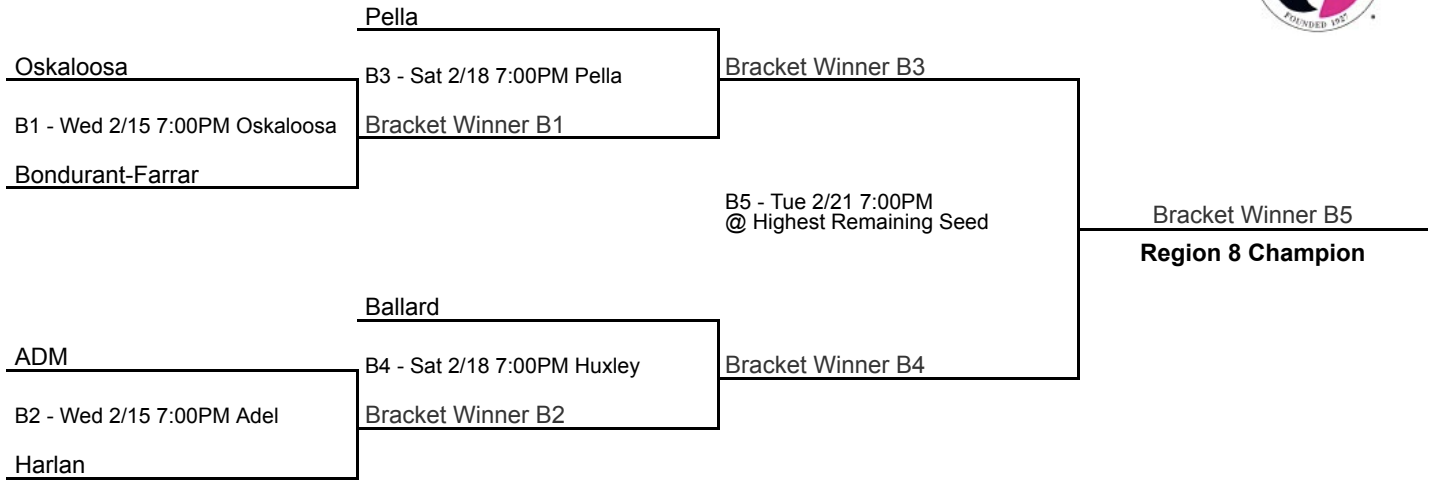 Pella
FOUNDED 1927
Oskaloosa
B3 - Sat 2/18 7:00PM Pella
Bracket Winner B3
B1 - Wed 2/15 7:00PM Oskaloosa
Bracket Winner B1
Bondurant-Farrar
B5 - Tue 2/21 7:00PM
@ Highest Remaining Seed
Bracket Winner B5
Region 8 Champion
Ballard
ADM
B4 - Sat 2/18 7:00PM Huxley
Bracket Winner B4
B2 - Wed 2/15 7:00PM Adel
Bracket Winner B2
Harlan